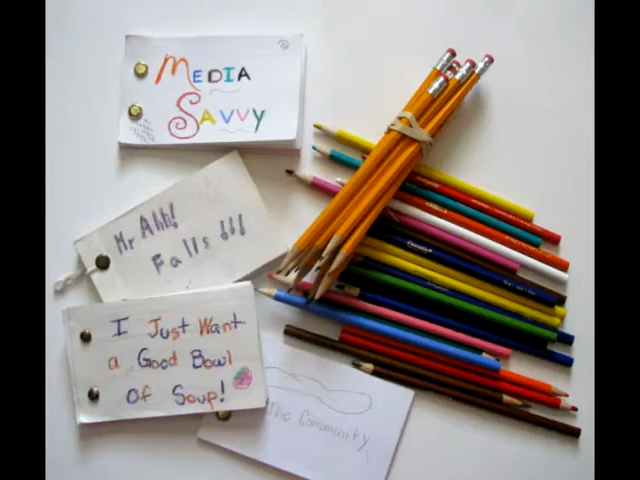 Media
Savvy
Mr Ahh!
Falls!!!
I Just Want
a Good Bowl
Of Soup!
The Community